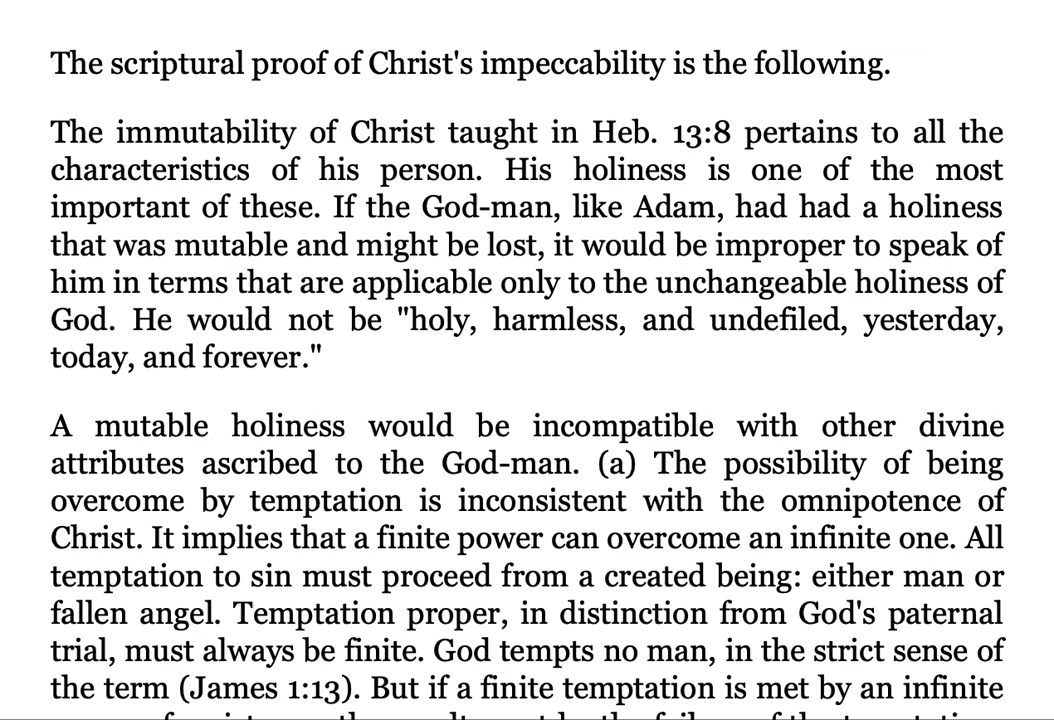 The scriptural proof of Christ's impeccability is the following.
The immutability of Christ taught in Heb. 13:8 pertains to all the
characteristics of his person. His holiness is one of the most
important of these. If the God-man, like Adam, had had a holiness
that was mutable and might be lost, it would be improper to speak of
him in terms that are applicable only to the unchangeable holiness of
God. He would not be "holy, harmless, and undefiled, yesterday,
today, and forever."
A mutable holiness would be incompatible with other divine
attributes ascribed to the God-man. (a) The possibility of being
overcome by temptation is inconsistent with the omnipotence of
Christ. It implies that a finite power can overcome an infinite one. All
temptation to sin must proceed from a created being: either man or
fallen angel. Temptation proper, in distinction from God's paternal
trial, must always be finite. God tempts no man, in the strict sense of
the term (James 1:13). But if a finite temptation is met by an infinite